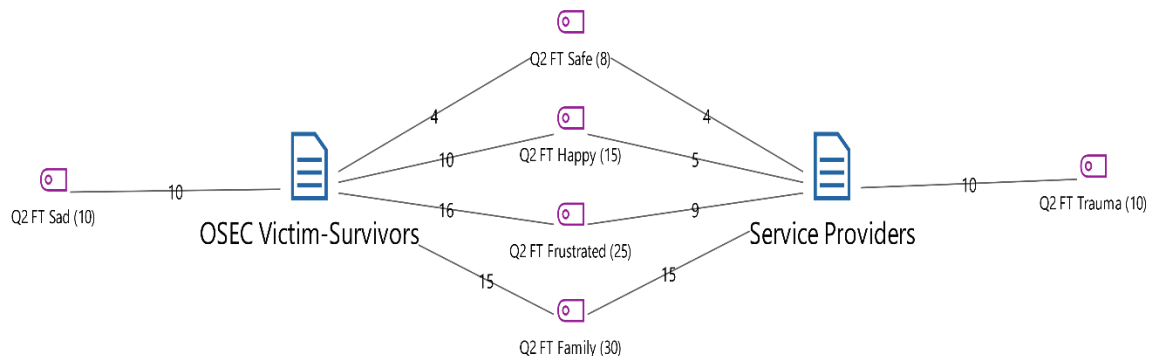 Q2 FT Safe (8)
4
4
Q2 FT Happy (15)
10
5
Q2 FT Sad (10)
10
OSEC Victim-Survivors
16
9
Q2 FT Frustrated (25)
Service Providers
10
Q2 FT Trauma (10)
15
15
Q2 FT Family (30)